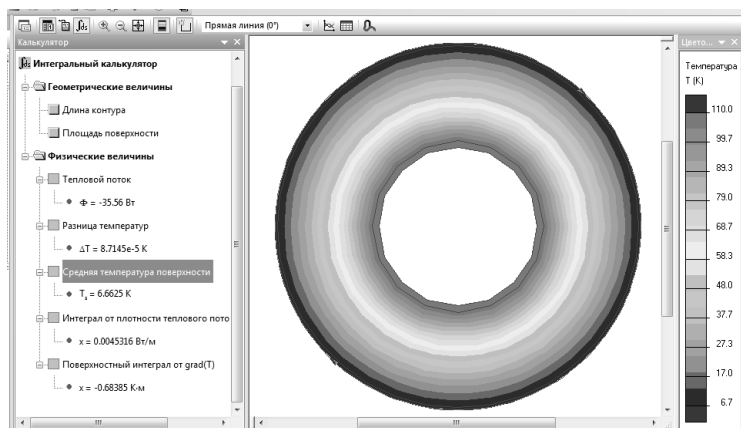 Прямая линия (0°)
Калькулятор
Интегральный калькулятор
Геометрические величины
Длина контура
Площадь поверхности
Физические величины
Тепловой поток
Φ = -35.56 Вт
Разница температур
ΔT = 8.7145e-5 K
Средняя температура поверхности
Tₛ = 6.6625 K
Интеграл от плотности теплового пото
x = 0.0045316 Вт/м
Поверхностный интеграл от grad(T)
x = -0.68385 К·м
Цвето...
Температура
T (K)
110.0
99.7
89.3
79.0
68.7
58.3
48.0
37.7
27.3
17.0
6.7